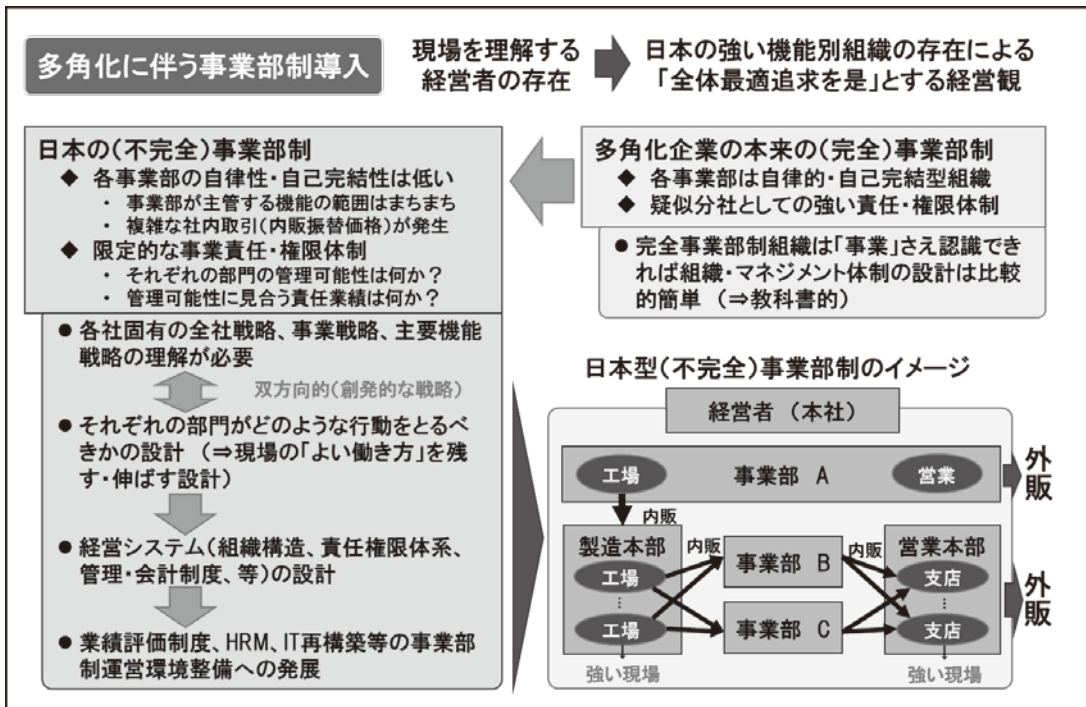 多角化に伴う事業部制導入
現場を理解する
経営者の存在
日本の強い機能別組織の存在による
「全体最適追求を是」とする経営観
日本の(不完全)事業部制
◆ 各事業部の自律性・自己完結性は低い
・ 事業部が主管する機能の範囲はまちまち
・ 複雑な社内取引(内販振替価格)が発生
◆ 限定的な事業責任・権限体制
・ それぞれの部門の管理可能性は何か?
・ 管理可能性に見合う責任業績は何か?
● 各社固有の全社戦略、事業戦略、主要機能
戦略の理解が必要
双方向的(創発的な戦略)
● それぞれの部門がどのような行動をとるべ
きかの設計 (⇒現場の「よい働き方」を残
す・伸ばす設計)
● 経営システム(組織構造、責任権限体系、
管理・会計制度、等)の設計
● 業績評価制度、HRM、IT再構築等の事業部
制運営環境整備への発展
多角化企業の本来の(完全)事業部制
◆ 各事業部は自律的・自己完結型組織
◆ 疑似分社としての強い責任・権限体制
● 完全事業部制組織は「事業」さえ認識でき
れば組織・マネジメント体制の設計は比較
的簡単 (⇒教科書的)
日本型(不完全)事業部制のイメージ
経営者 (本社)
工場
事業部 A
営業
外販
内販
製造本部
内販
事業部 B
内販
営業本部
工場
支店
⋮
⋮
外販
工場
事業部 C
支店
強い現場
強い現場